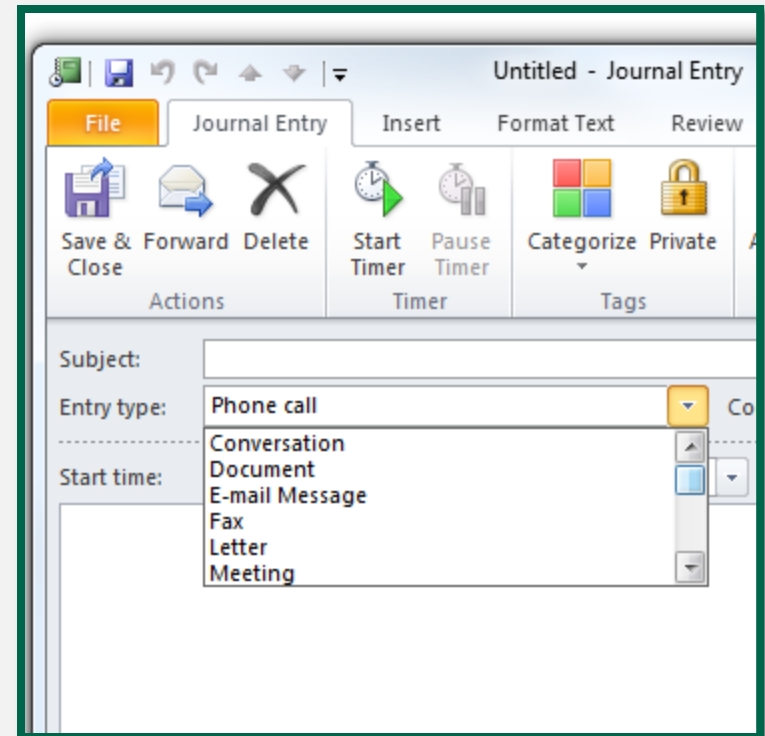 Untitled - Journal Entry
File Journal Entry Insert Format Text Review
Save & Close Forward Delete Start Timer Pause Timer Categorize Private
Actions Timer Tags
Subject:
Entry type: Phone call Co
Conversation
Document
Start time:
E-mail Message
Fax
Letter
Meeting